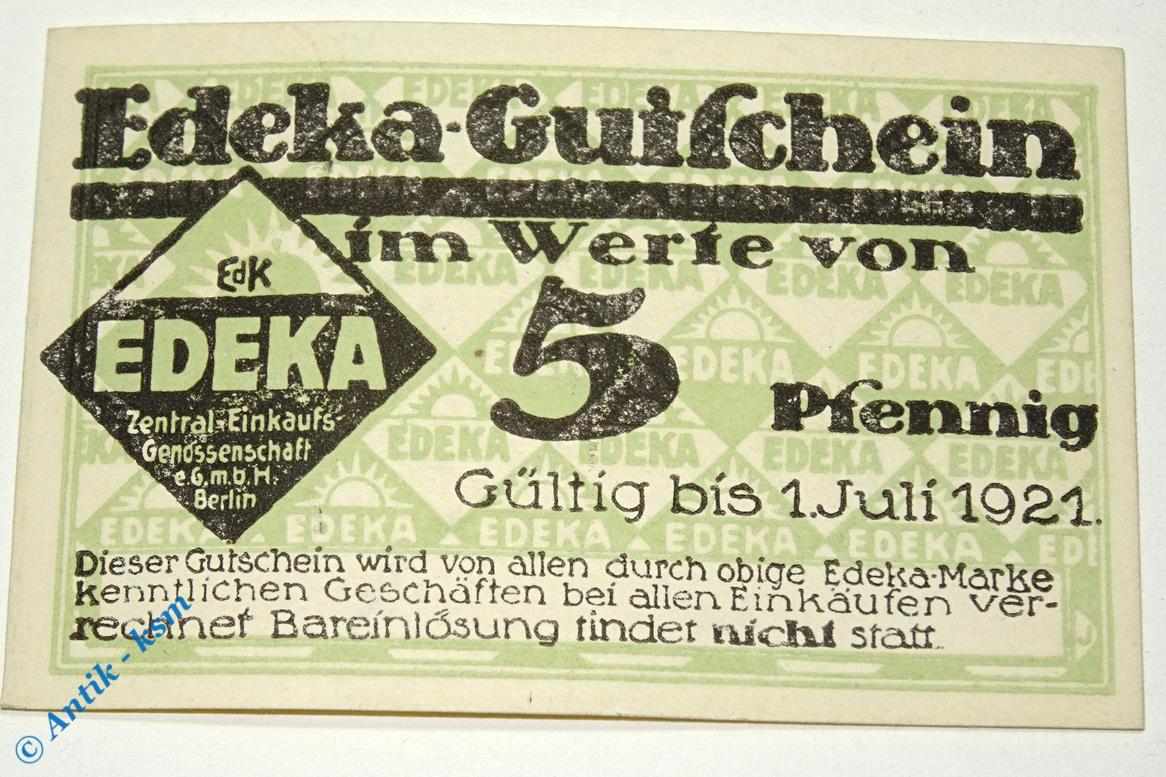 Edeka-Gutſchein
im Werte von
5
Pfennig
Gültig bis 1. Juli 1921.
EdK
EDEKA
Zentral-Einkaufs-
Genossenschaft
e.G.m.b.H.
Berlin
Dieser Gutschein wird von allen durch obige Edeka-Marke
kenntlichen Geschäften bei allen Einkäufen ver-
rechnet Bareinlösung findet nicht statt.
© Antik - ksm